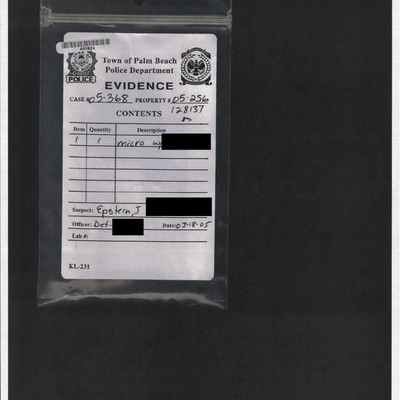 003624
POLICE
Town of Palm Beach
Police Department
EVIDENCE
CASE # 05-368 PROPERTY # 05-256
128137
CONTENTS
Item Quantity Description
1 1 micro
Suspect: Epstein, J
Officer: Det. Date: 03-18-05
Lab #:
KL-231